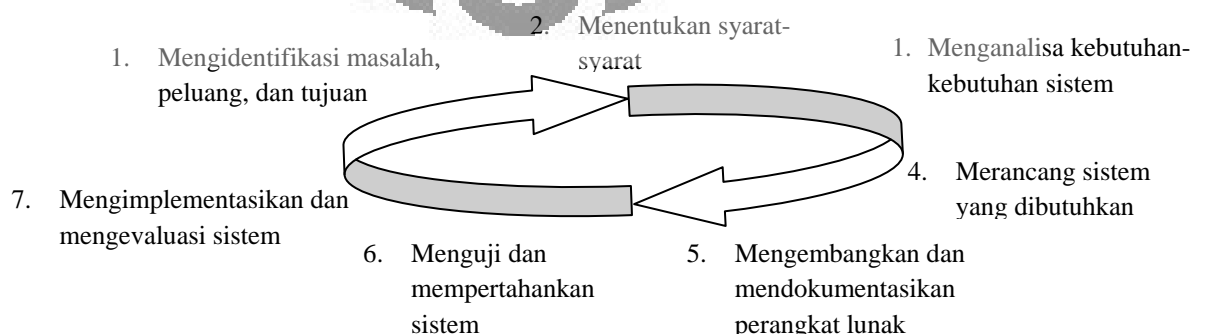 1. Mengidentifikasi masalah,
peluang, dan tujuan
2. Menentukan syarat-
syarat
1. Menganalisa kebutuhan-
kebutuhan sistem
4. Merancang sistem
yang dibutuhkan
5. Mengembangkan dan
mendokumentasikan
perangkat lunak
6. Menguji dan
mempertahankan
sistem
7. Mengimplementasikan dan
mengevaluasi sistem